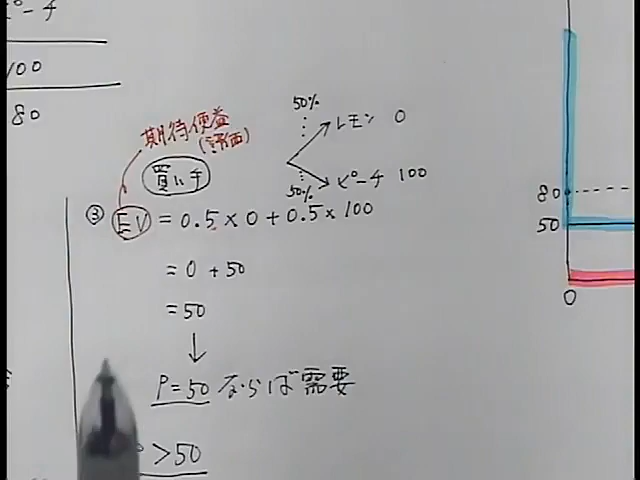 ピーチ
100
80
期待便益
(評価)
買い手
50%
レモン 0
50%
ピーチ 100
③ EV = 0.5 × 0 + 0.5 × 100
= 0 + 50
= 50
↓
P = 50 ならば需要
> 50
80
50
0